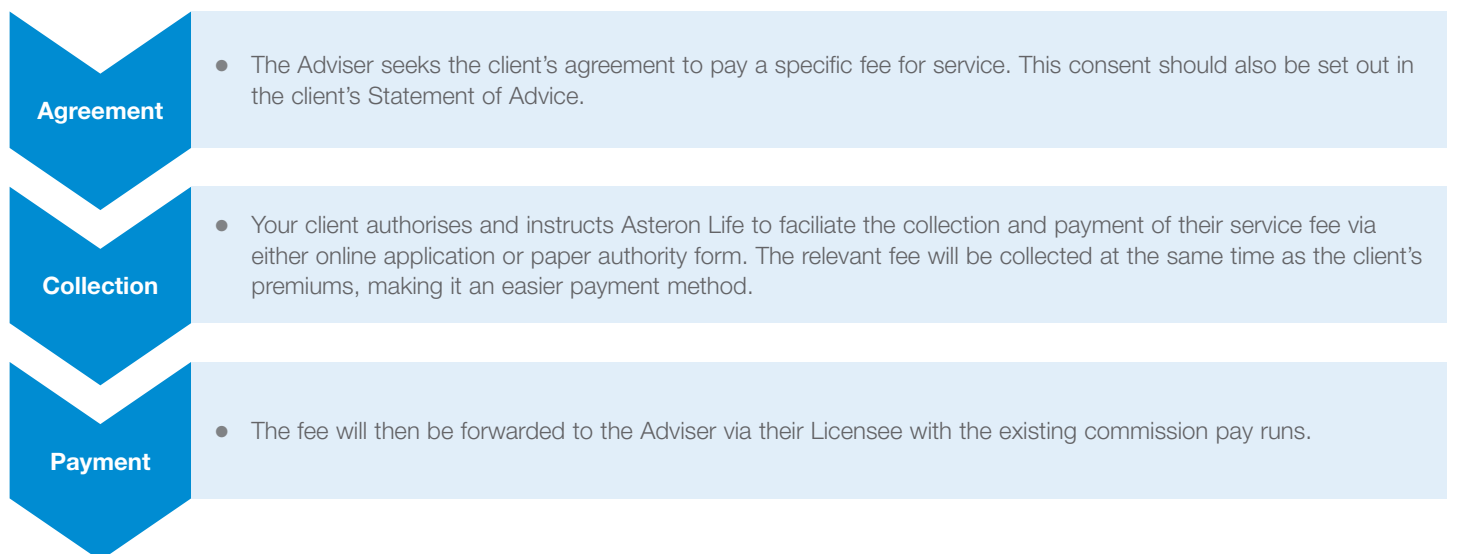 Agreement
● The Adviser seeks the client’s agreement to pay a specific fee for service. This consent should also be set out in
the client’s Statement of Advice.
Collection
● Your client authorises and instructs Asteron Life to faciliate the collection and payment of their service fee via
either online application or paper authority form. The relevant fee will be collected at the same time as the client’s
premiums, making it an easier payment method.
Payment
● The fee will then be forwarded to the Adviser via their Licensee with the existing commission pay runs.